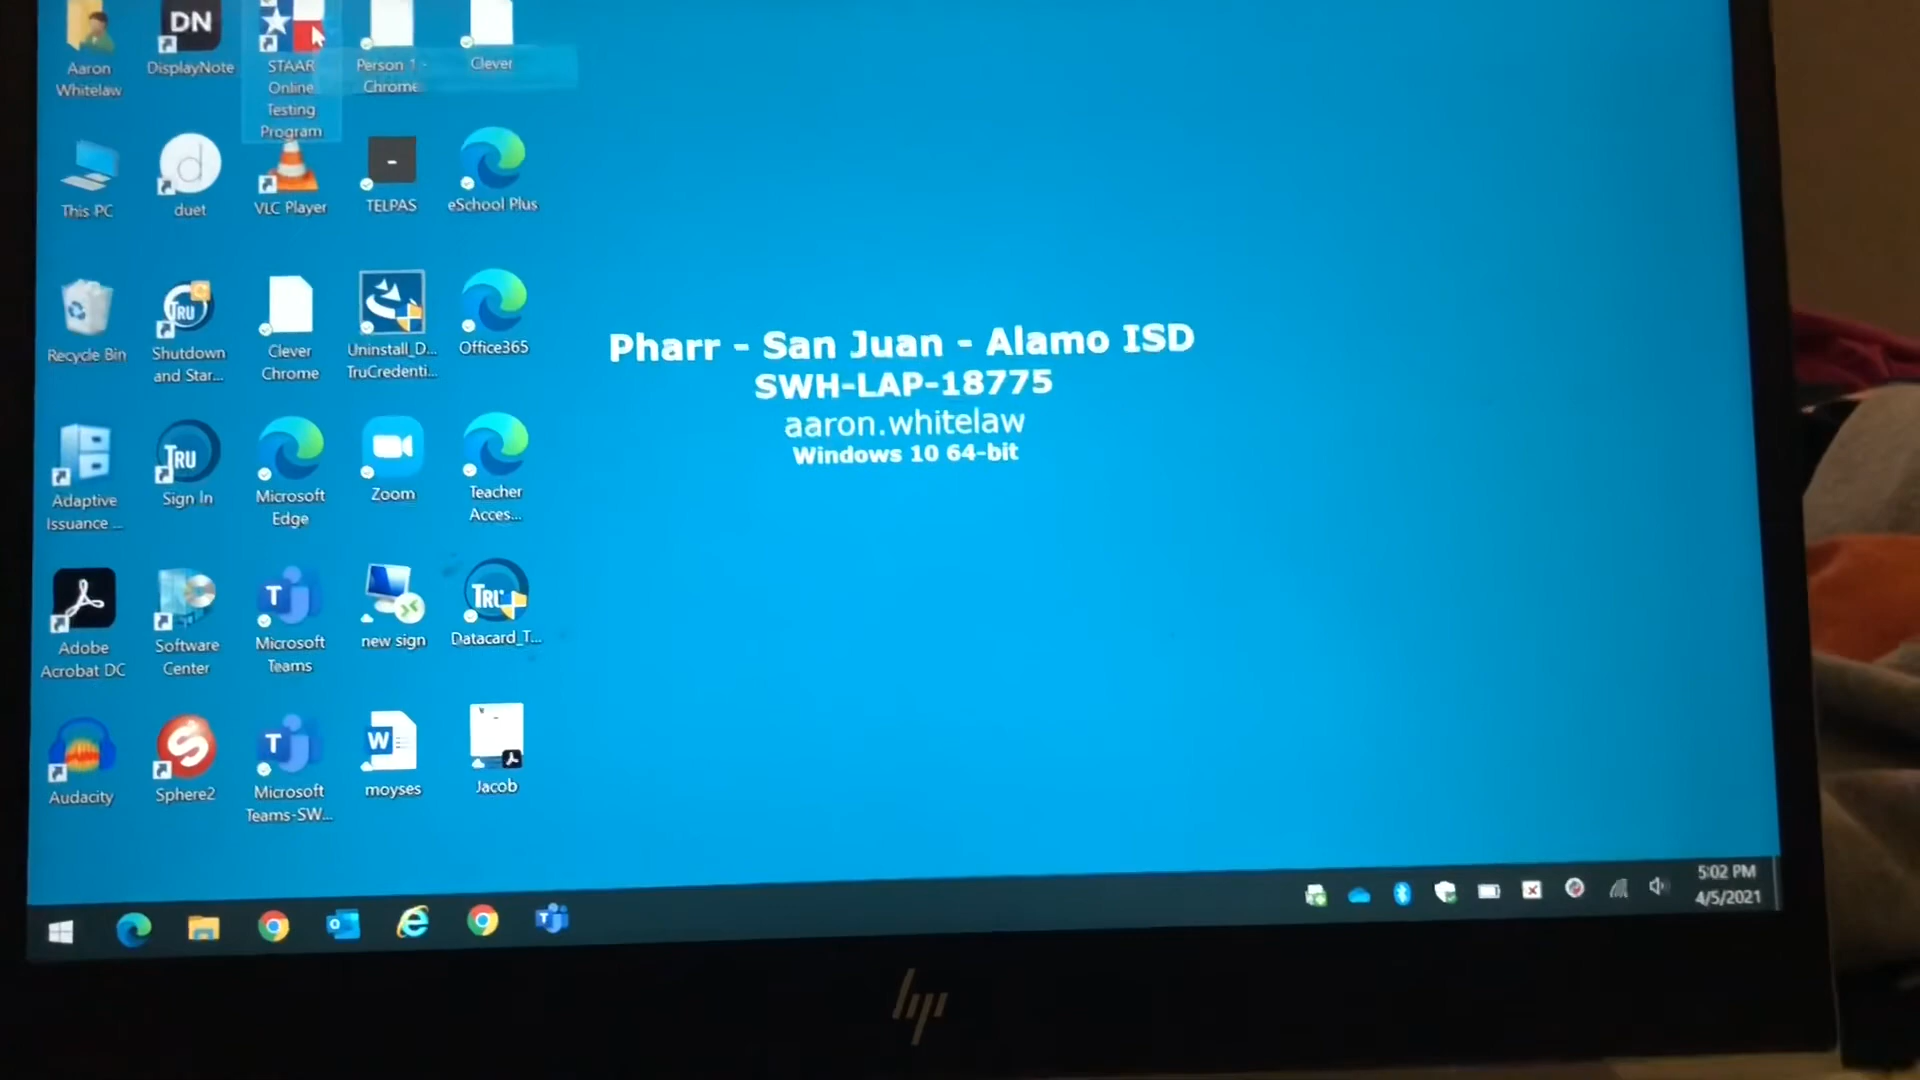 Aaron
Whitelaw
DN
DisplayNote
STAAR
Online
Testing
Program
Person 1 -
Chrome
Clever
This PC
d
duet
VLC Player
-
TELPAS
eSchool Plus
Recycle Bin
TRU
Shutdown
and Star...
Clever
Chrome
Uninstall_D...
TruCredenti...
Office365
Pharr - San Juan - Alamo ISD
SWH-LAP-18775
aaron.whitelaw
Windows 10 64-bit
Adaptive
Issuance ...
TRU
Sign In
Microsoft
Edge
Zoom
Teacher
Acces...
Adobe
Acrobat DC
Software
Center
T
Microsoft
Teams
new sign
TRU
Datacard_T...
Audacity
S
Sphere2
T
Microsoft
Teams-SW...
W
moyses
Jacob
5:02 PM
4/5/2021
hp